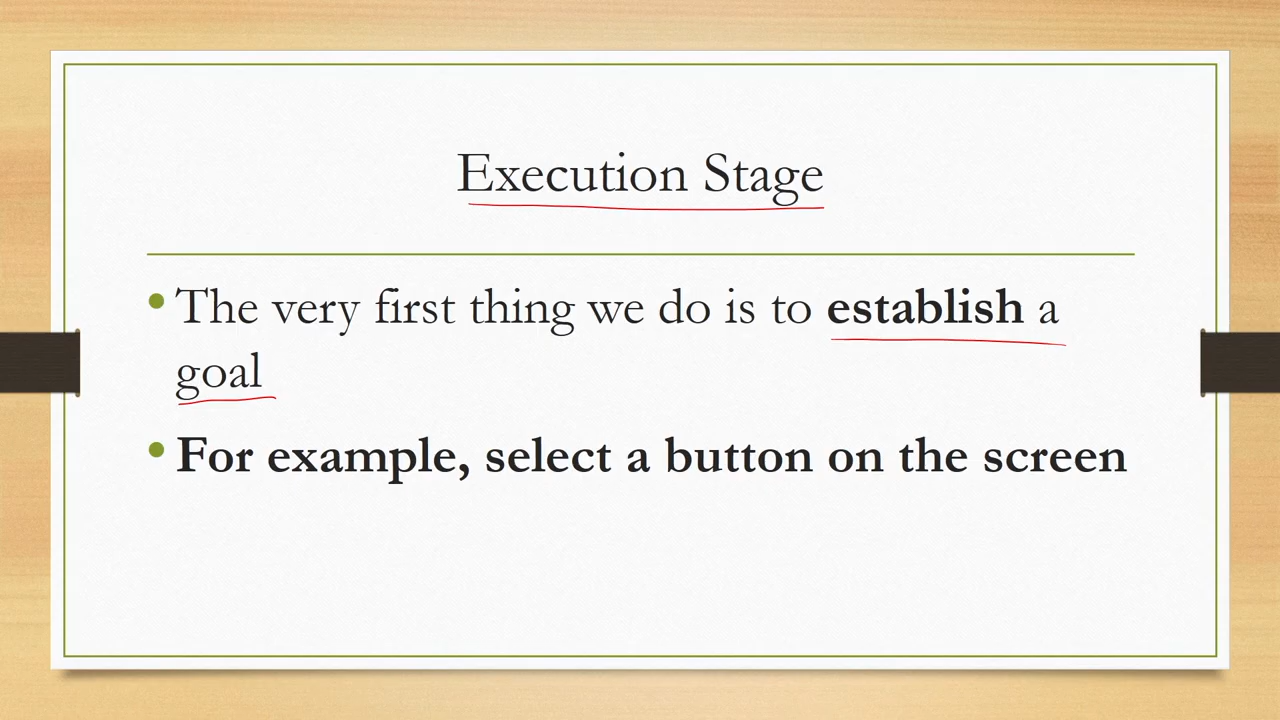 Execution Stage
• The very first thing we do is to establish a
goal
• For example, select a button on the screen